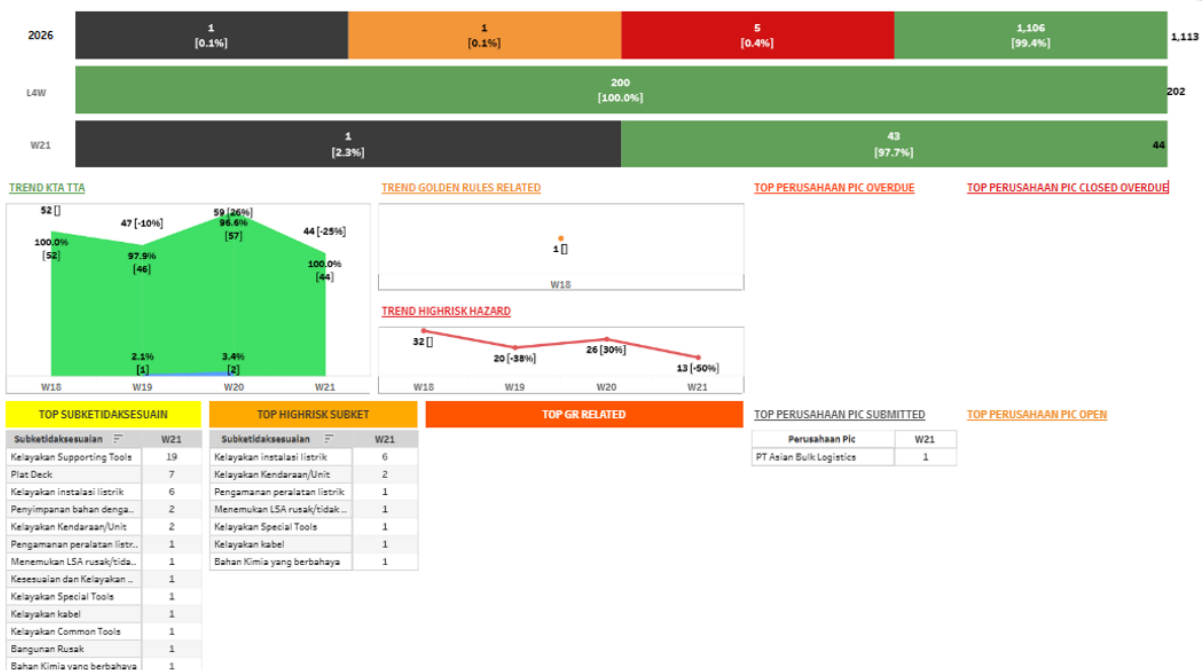 2026
1
[0.1%]
1
[0.1%]
5
[0.4%]
1,106
[99.4%]
1,113
L4W
200
[100.0%]
202
W21
1
[2.3%]
43
[97.7%]
44
TREND KTA TTA
52 []
100.0%
[52]
47 [-10%]
97.9%
[46]
59 [26%]
96.6%
[57]
44 [-25%]
100.0%
[44]
2.1%
[1]
3.4%
[2]
W18 W19 W20 W21
TREND GOLDEN RULES RELATED
1 []
W18
TREND HIGHRISK HAZARD
32 []
20 [-38%]
26 [30%]
13 [-50%]
W18 W19 W20 W21
TOP PERUSAHAAN PIC OVERDUE
TOP PERUSAHAAN PIC CLOSED OVERDUE
TOP SUBKETIDAKSESUAIN
Subketidaksesuaian W21
Kelayakan Supporting Tools 19
Plat Deck 7
Kelayakan instalasi listrik 6
Penyimpanan bahan denga.. 2
Kelayakan Kendaraan/Unit 2
Pengamanan peralatan listr.. 1
Menemukan LSA rusak/tida.. 1
Kesesuaian dan Kelayakan .. 1
Kelayakan Special Tools 1
Kelayakan kabel 1
Kelayakan Common Tools 1
Bangunan Rusak 1
Bahan Kimia yang berbahaya 1
TOP HIGHRISK SUBKET
Subketidaksesuaian W21
Kelayakan instalasi listrik 6
Kelayakan Kendaraan/Unit 2
Pengamanan peralatan listrik 1
Menemukan LSA rusak/tidak .. 1
Kelayakan Special Tools 1
Kelayakan kabel 1
Bahan Kimia yang berbahaya 1
TOP GR RELATED
TOP PERUSAHAAN PIC SUBMITTED
Perusahaan Pic W21
PT Asian Bulk Logistics 1
TOP PERUSAHAAN PIC OPEN